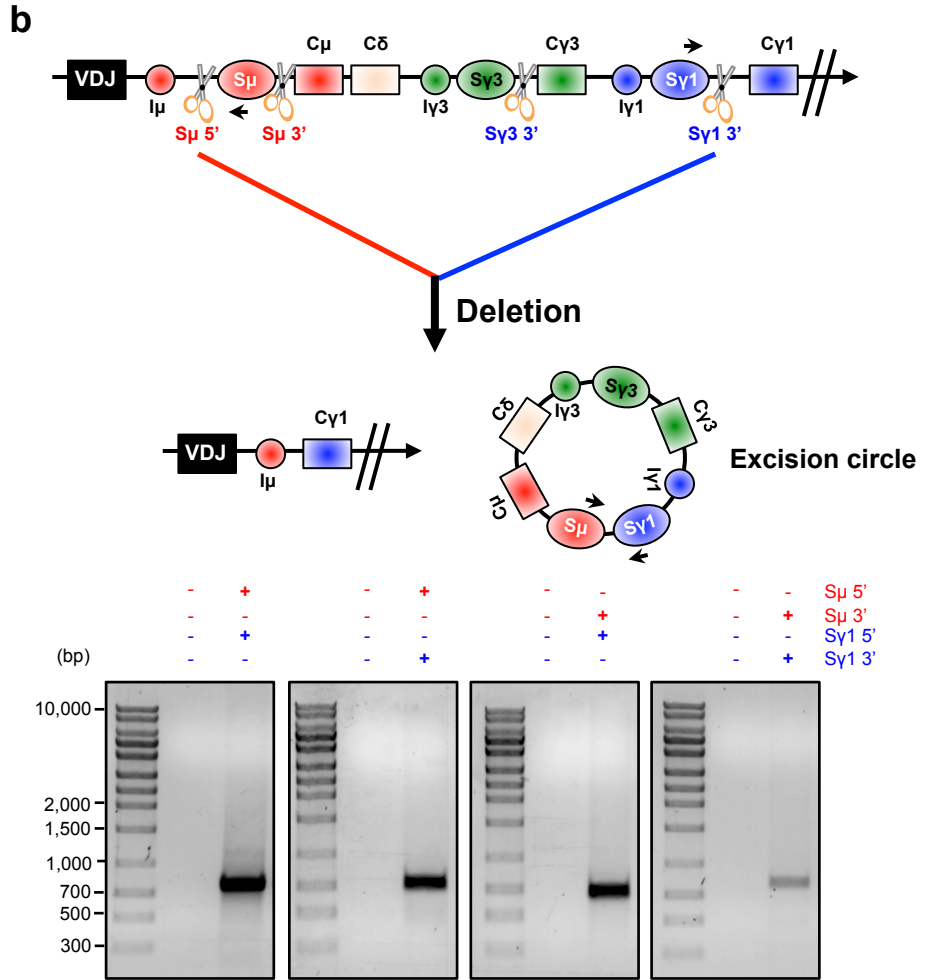 b
Cμ Cδ Cγ3 Cγ1
VDJ Sμ Sγ3 Sγ1
Iμ Iγ3 Iγ1
Sμ 5’ Sμ 3’ Sγ3 3’ Sγ1 3’
Deletion
VDJ Iμ Cγ1
Cδ Iγ3 Sγ3 Cγ3
Cμ Sμ Sγ1 Iγ1
Excision circle
- + - + - - - - Sμ 5’
- - - - - + - + Sμ 3’
- + - - - + - - Sγ1 5’
- - - + - - - + Sγ1 3’
(bp)
10,000
2,000
1,500
1,000
700
500
300